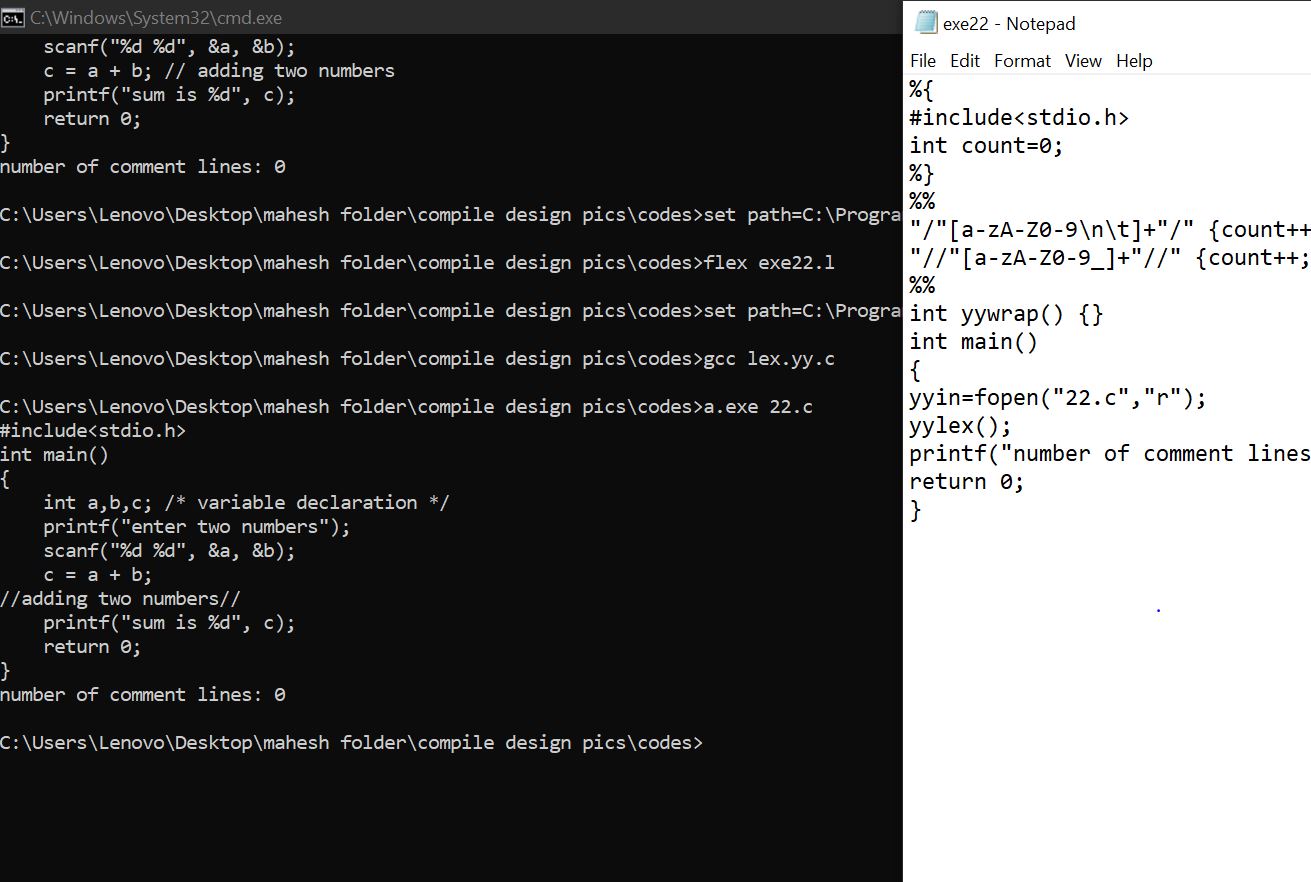 C:\Windows\System32\cmd.exe
    scanf("%d %d", &a, &b);
    c = a + b; // adding two numbers
    printf("sum is %d", c);
    return 0;
}
number of comment lines: 0
C:\Users\Lenovo\Desktop\mahesh folder\compile design pics\codes>set path=C:\Progra
C:\Users\Lenovo\Desktop\mahesh folder\compile design pics\codes>flex exe22.l
C:\Users\Lenovo\Desktop\mahesh folder\compile design pics\codes>set path=C:\Progra
C:\Users\Lenovo\Desktop\mahesh folder\compile design pics\codes>gcc lex.yy.c
C:\Users\Lenovo\Desktop\mahesh folder\compile design pics\codes>a.exe 22.c
#include<stdio.h>
int main()
{
    int a,b,c; /* variable declaration */
    printf("enter two numbers");
    scanf("%d %d", &a, &b);
    c = a + b;
//adding two numbers//
    printf("sum is %d", c);
    return 0;
}
number of comment lines: 0
C:\Users\Lenovo\Desktop\mahesh folder\compile design pics\codes>
exe22 - Notepad
File Edit Format View Help
%{
#include<stdio.h>
int count=0;
%}
%%
"/"[a-zA-Z0-9\n\t]+"/" {count++
"//"[a-zA-Z0-9_]+"//" {count++;
%%
int yywrap() {}
int main()
{
yyin=fopen("22.c","r");
yylex();
printf("number of comment lines
return 0;
}